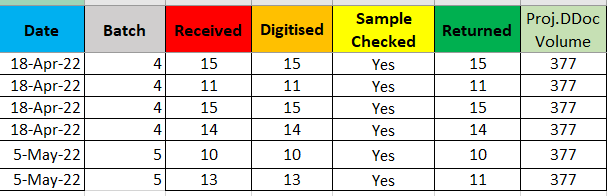 Date Batch Received Digitised Sample Checked Returned Proj.DDoc Volume
18-Apr-22 4 15 15 Yes 15 377
18-Apr-22 4 11 11 Yes 11 377
18-Apr-22 4 15 15 Yes 15 377
18-Apr-22 4 14 14 Yes 14 377
5-May-22 5 10 10 Yes 10 377
5-May-22 5 13 13 Yes 11 377